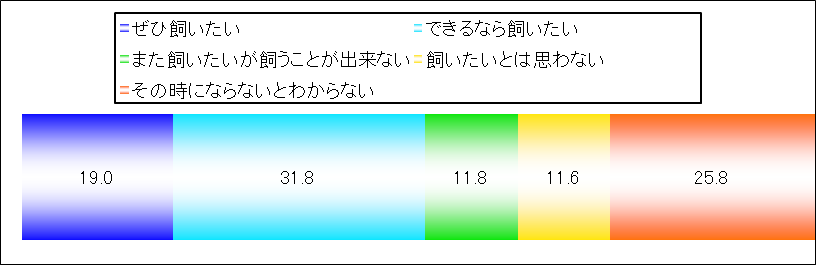 ぜひ飼いたい できるなら飼いたい
また飼いたいが飼うことが出来ない 飼いたいとは思わない
その時にならないとわからない
19.0 31.8 11.8 11.6 25.8